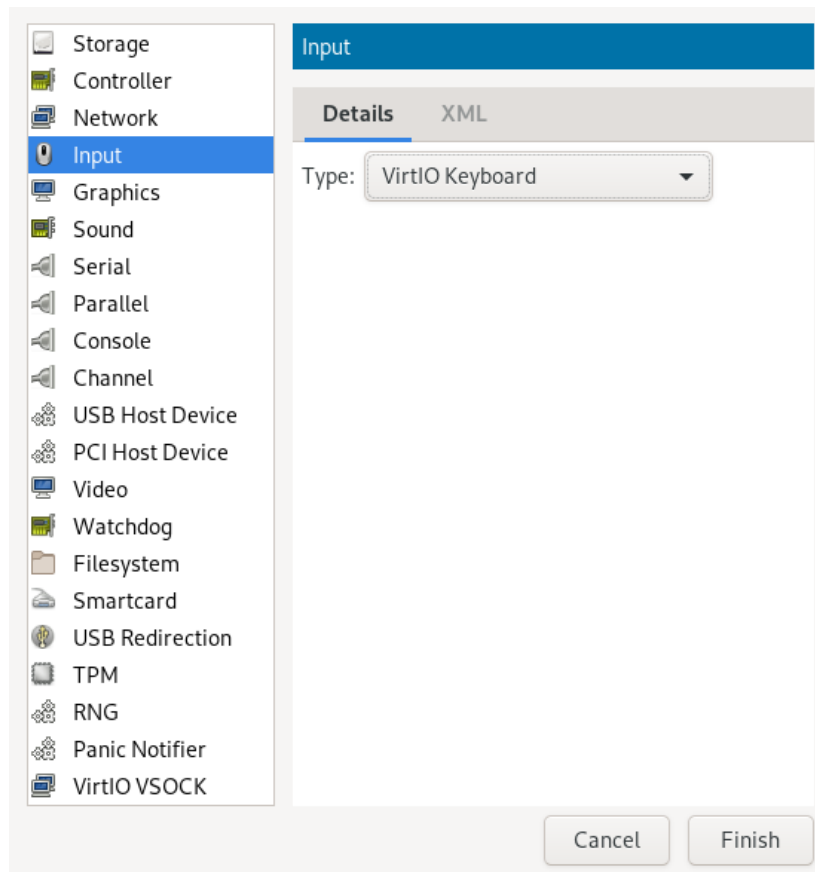 Storage
Controller
Network
Input
Graphics
Sound
Serial
Parallel
Console
Channel
USB Host Device
PCI Host Device
Video
Watchdog
Filesystem
Smartcard
USB Redirection
TPM
RNG
Panic Notifier
VirtIO VSOCK
Input
Details XML
Type: VirtIO Keyboard
Cancel Finish